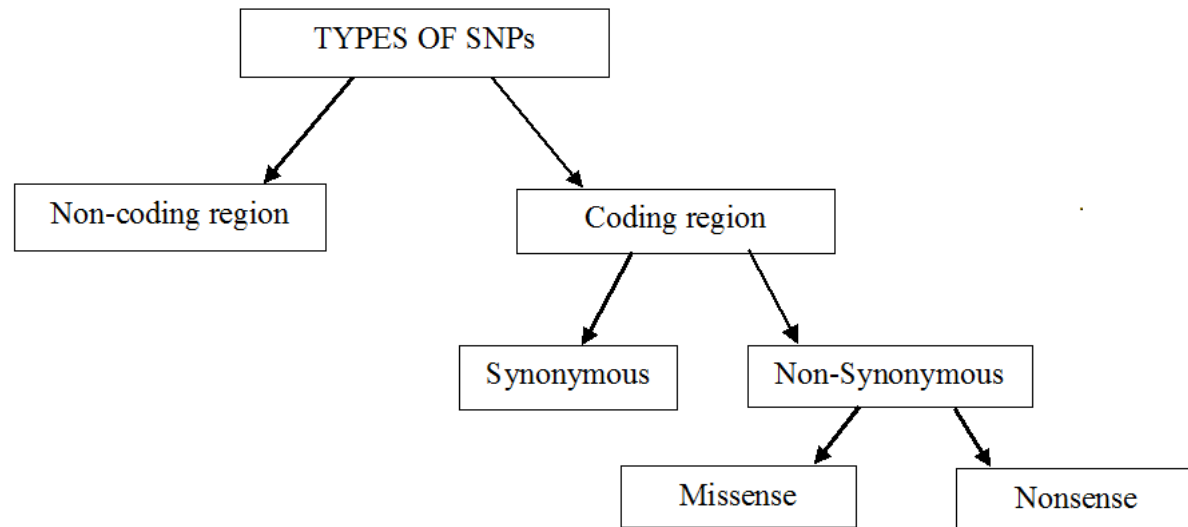 TYPES OF SNPs
Non-coding region
Coding region
Synonymous
Non-Synonymous
Missense
Nonsense